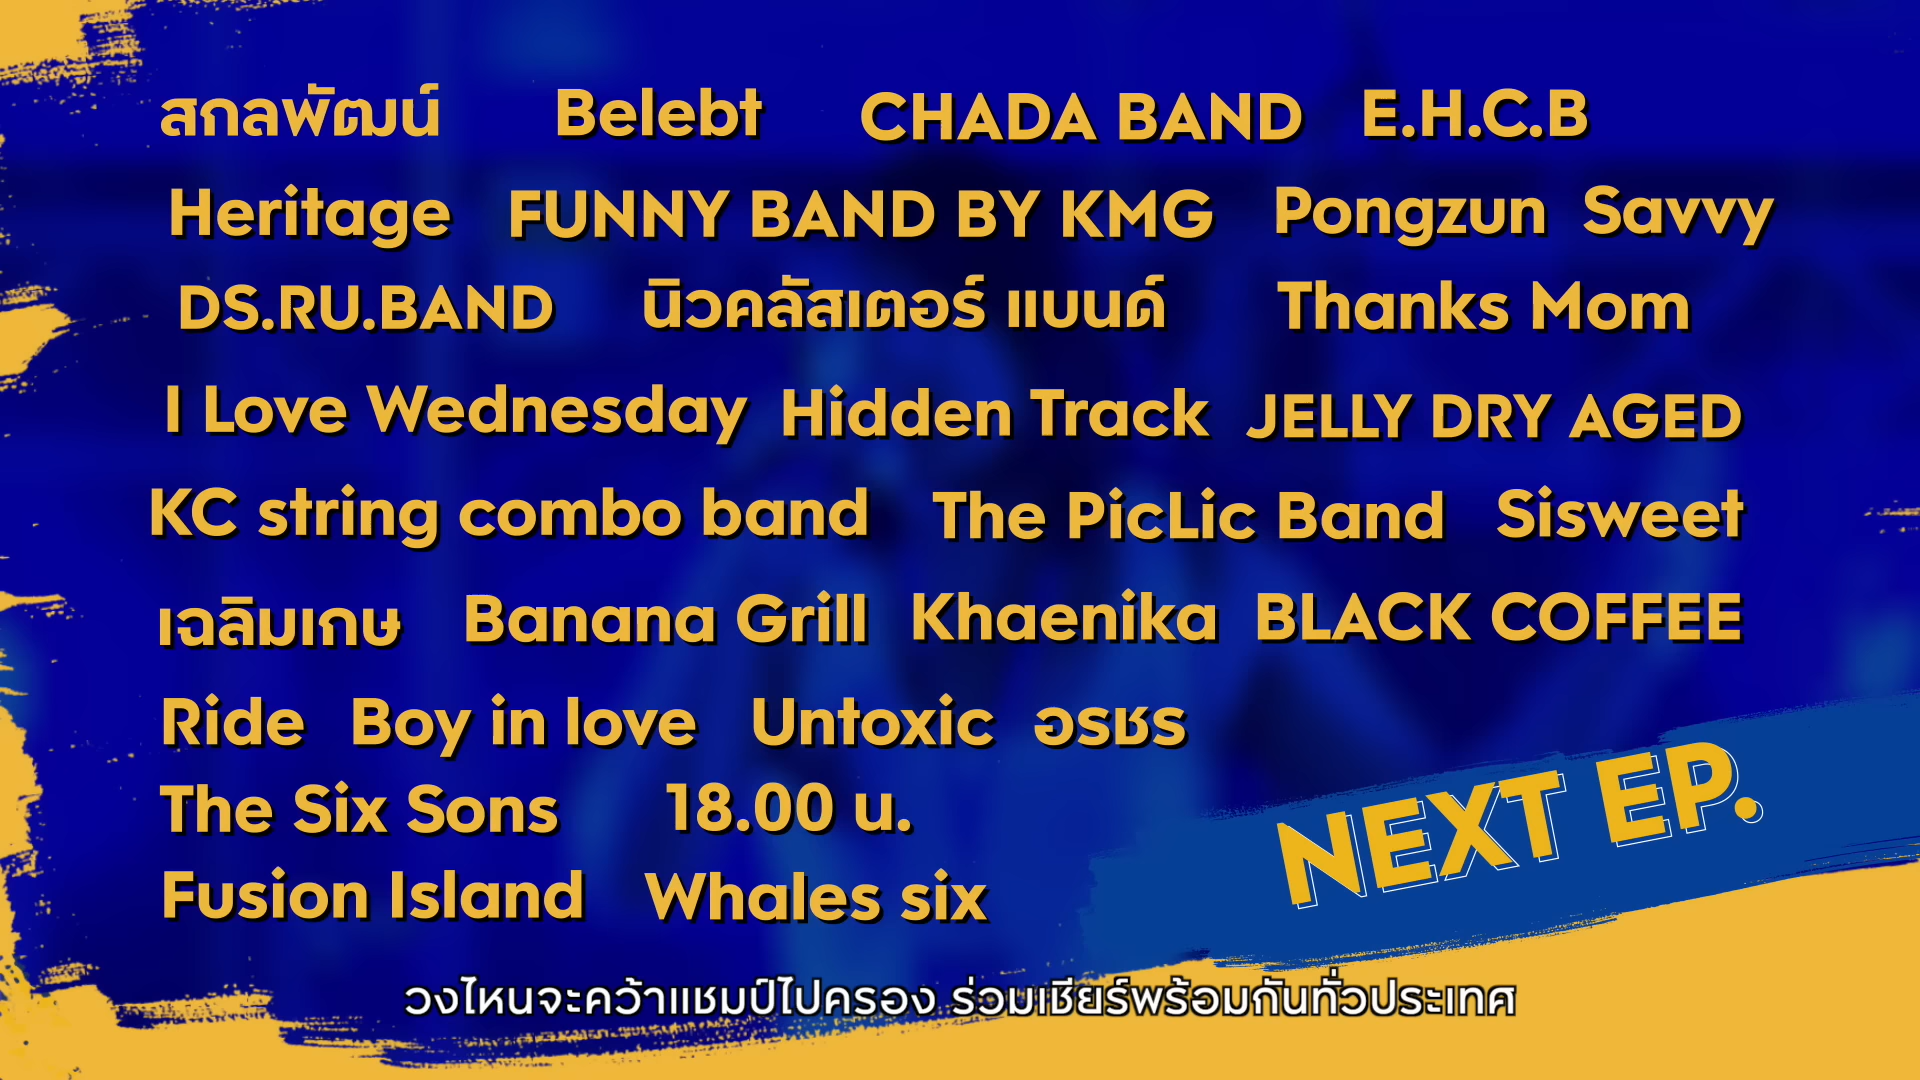 สกลพัฒน์ Belebt CHADA BAND E.H.C.B
Heritage FUNNY BAND BY KMG Pongzun Savvy
DS.RU.BAND นิวคลัสเตอร์ แบนด์ Thanks Mom
I Love Wednesday Hidden Track JELLY DRY AGED
KC string combo band The PicLic Band Sisweet
เฉลิมเกษ Banana Grill Khaenika BLACK COFFEE
Ride Boy in love Untoxic อรชร
The Six Sons 18.00 น.
Fusion Island Whales six
NEXT EP.
วงไหนจะคว้าแชมป์ไปครอง ร่วมเชียร์พร้อมกันทั่วประเทศ